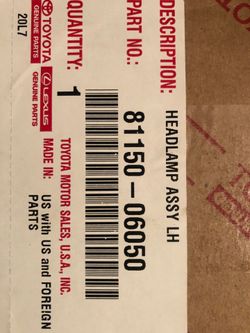 DESCRIPTION:
HEADLAMP ASSY LH
PART NO.:
81150-06050
QUANTITY: 1
TOYOTA MOTOR SALES, U.S.A., INC.
TOYOTA
GENUINE PARTS
LEXUS
GENUINE PARTS
MADE IN: US with US and FOREIGN
PARTS
20L7